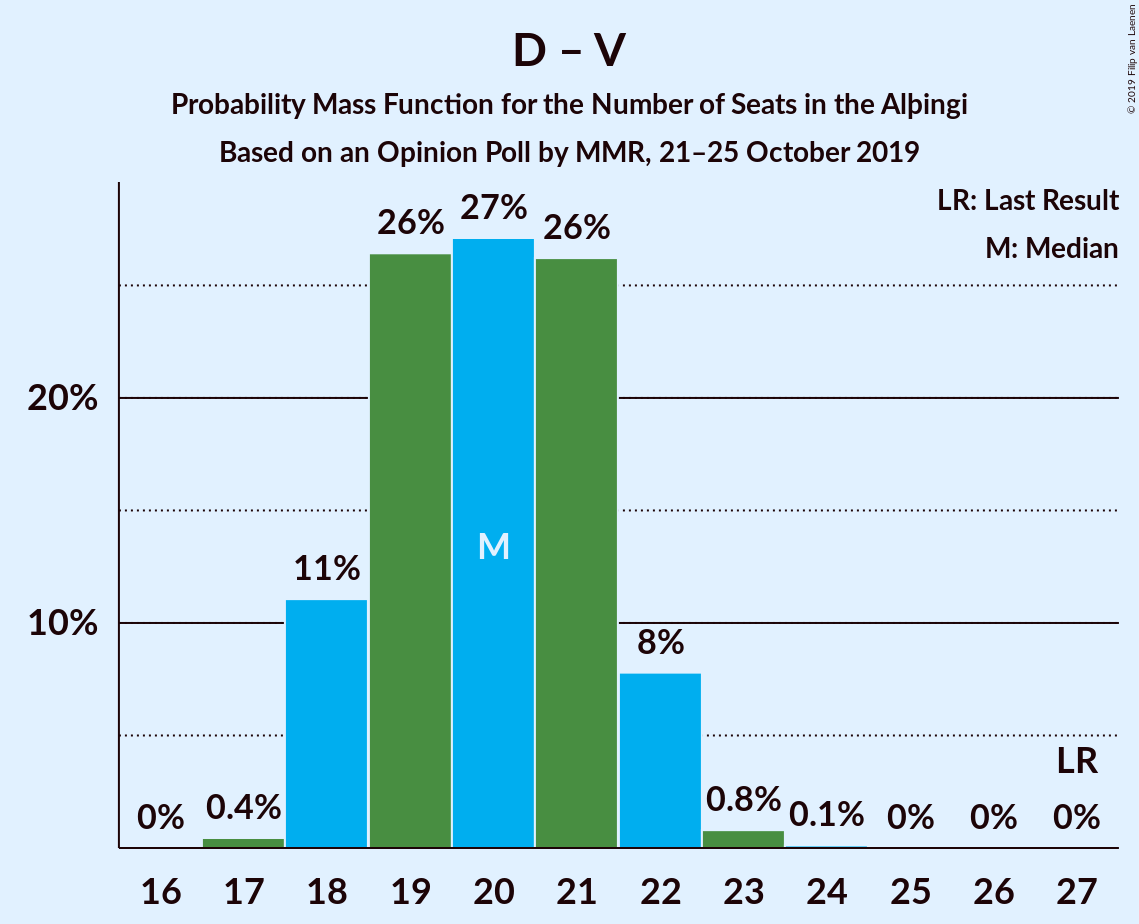 D – V
Probability Mass Function for the Number of Seats in the Alþingi
Based on an Opinion Poll by MMR, 21–25 October 2019
© 2019 Filip van Laenen
LR: Last Result
M: Median
26%
27%
26%
20%
M
11%
10%
8%
LR
0%
0.4%
0.8%
0.1%
0%
0%
0%
16 17 18 19 20 21 22 23 24 25 26 27